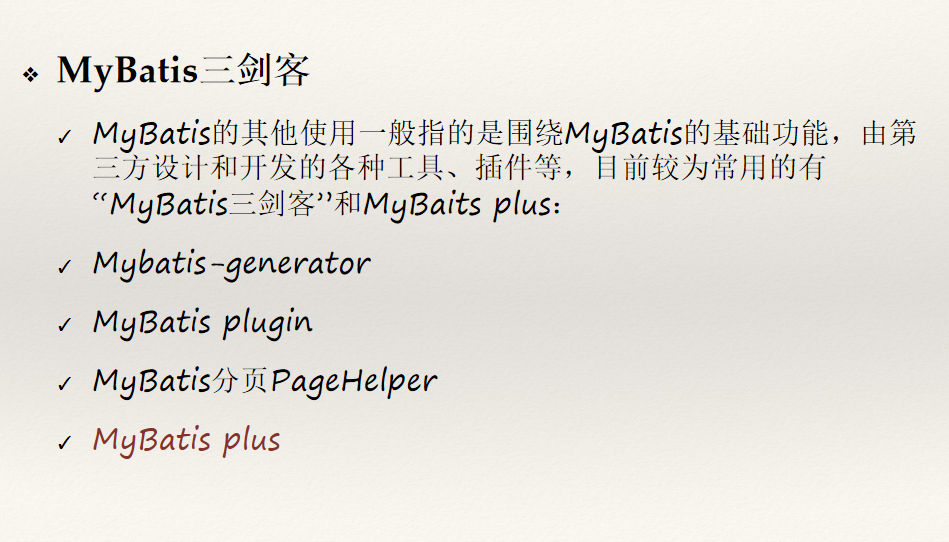 MyBatis三剑客
MyBatis的其他使用一般指的是围绕MyBatis的基础功能，由第
三方设计和开发的各种工具、插件等，目前较为常用的有
“MyBatis三剑客”和MyBaits plus：
Mybatis-generator
MyBatis plugin
MyBatis分页PageHelper
MyBatis plus